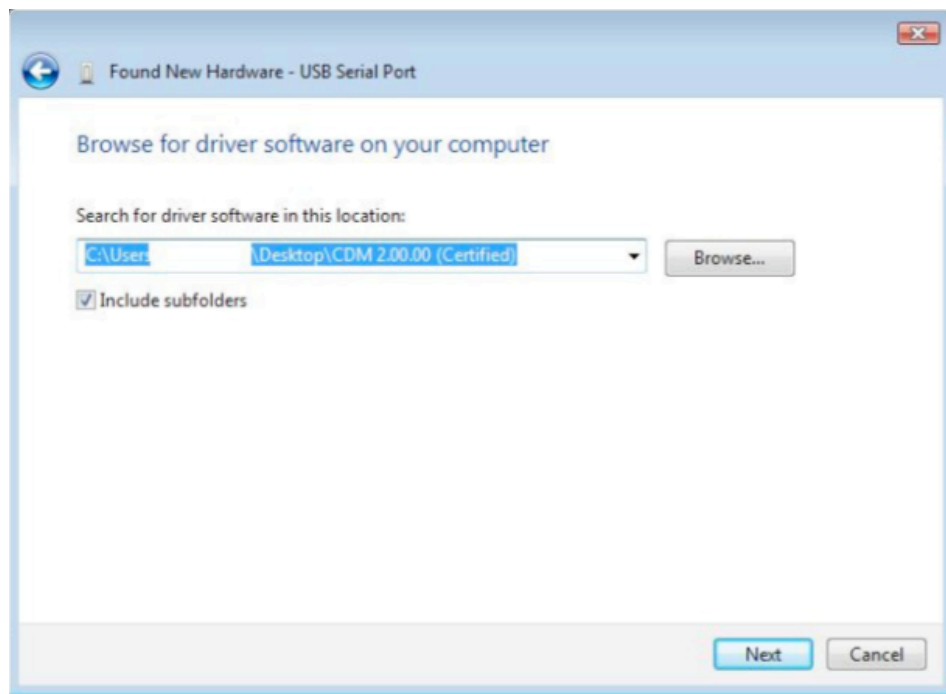 Found New Hardware - USB Serial Port
Browse for driver software on your computer
Search for driver software in this location:
C:\Users \Desktop\CDM 2.00.00 (Certified)
Browse...
Include subfolders
Next
Cancel